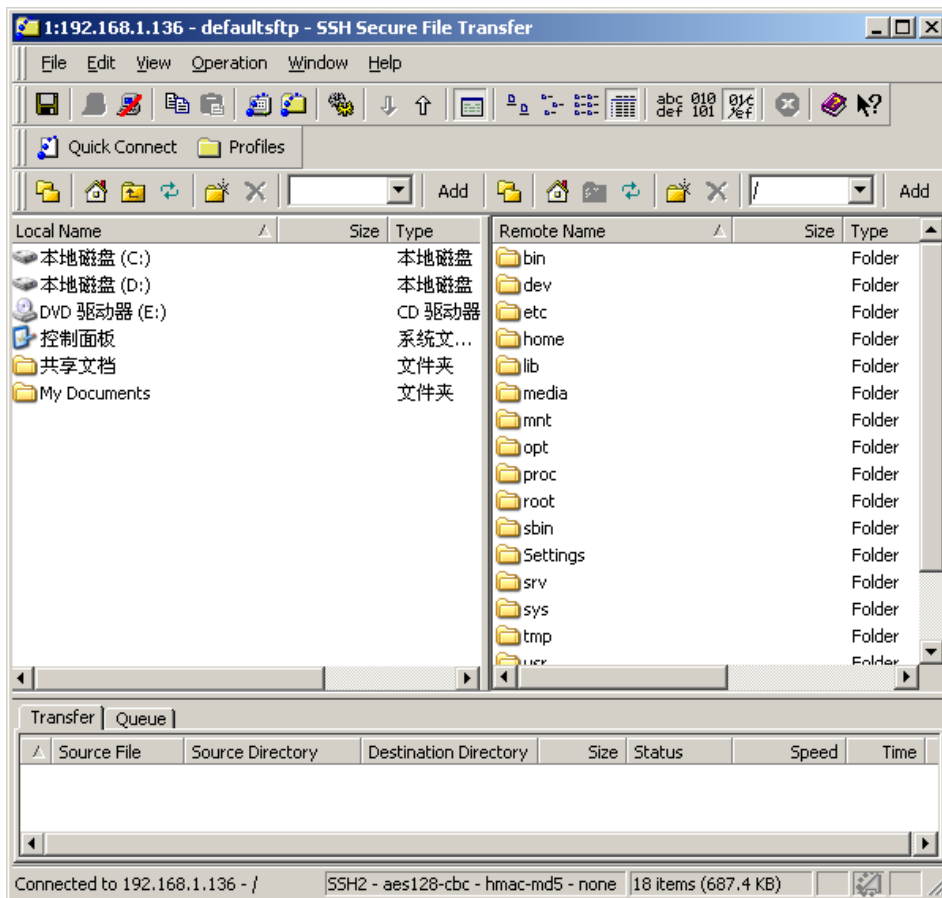 1:192.168.1.136 - defaultsftp - SSH Secure File Transfer
File Edit View Operation Window Help
abc def 010 101 
Quick Connect Profiles
Add / Add
Local Name Size Type Remote Name Size Type
本地磁盘 (C:) 本地磁盘 bin Folder
本地磁盘 (D:) 本地磁盘 dev Folder
DVD 驱动器 (E:) CD 驱动器 etc Folder
控制面板 系统文... home Folder
共享文档 文件夹 lib Folder
My Documents 文件夹 media Folder
mnt Folder
opt Folder
proc Folder
root Folder
sbin Folder
Settings Folder
srv Folder
sys Folder
tmp Folder
usr Folder
Transfer Queue
Source File Source Directory Destination Directory Size Status Speed Time
Connected to 192.168.1.136 - / SSH2 - aes128-cbc - hmac-md5 - none 18 items (687.4 KB)